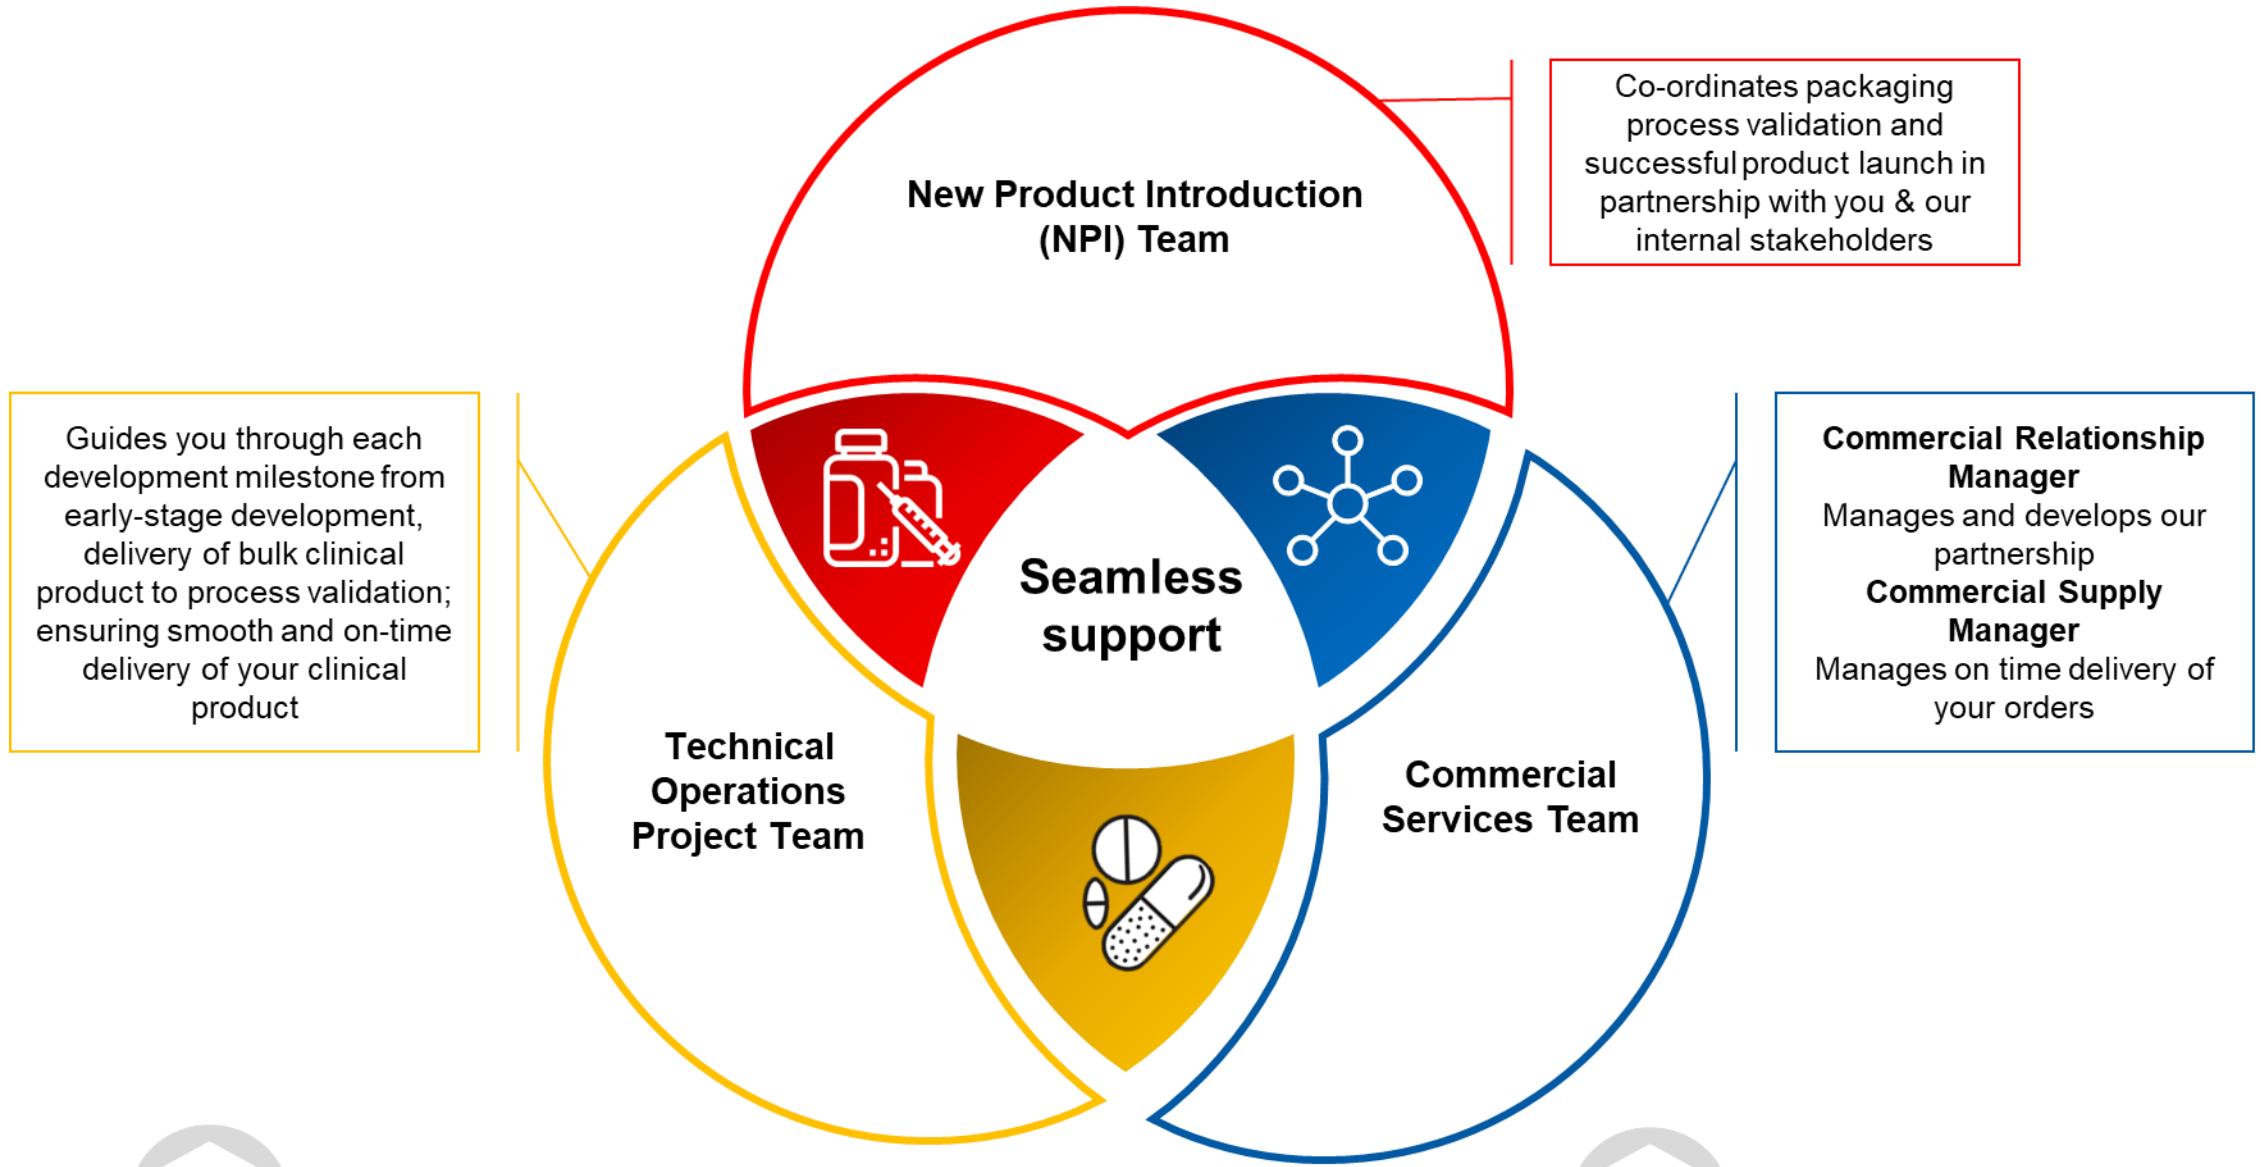 New Product Introduction
(NPI) Team
Co-ordinates packaging
process validation and
successful product launch in
partnership with you & our
internal stakeholders
Guides you through each
development milestone from
early-stage development,
delivery of bulk clinical
product to process validation;
ensuring smooth and on-time
delivery of your clinical
product
Seamless
support
Commercial Relationship
Manager
Manages and develops our
partnership
Commercial Supply
Manager
Manages on time delivery of
your orders
Technical
Operations
Project Team
Commercial
Services Team